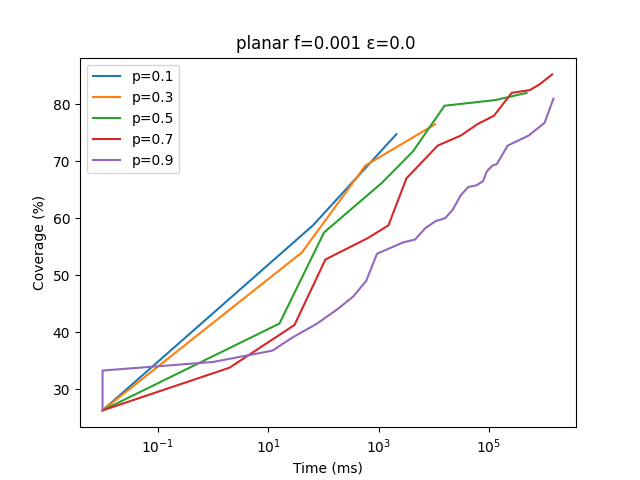 planar f=0.001 ε=0.0
p=0.1
p=0.3
p=0.5
p=0.7
p=0.9
Coverage (%)
80
70
60
50
40
30
10⁻¹
10¹
10³
10⁵
Time (ms)